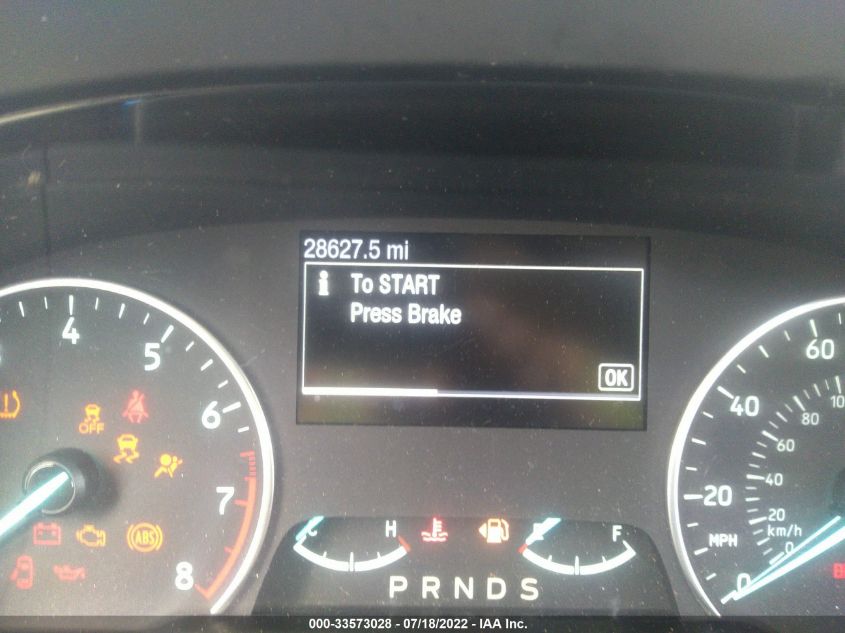 28627.5 mi
i To START
Press Brake
OK
4
5
6
7
8
OFF
ABS
C H
E F
P R N D S
60
40
20
MPH
0
10
80
60
40
20
km/h
0
000-33573028 - 07/18/2022 - IAA Inc.